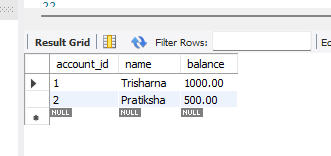 22
Result Grid Filter Rows:
account_id name balance
1 Trisharna 1000.00
2 Pratiksha 500.00
NULL NULL NULL